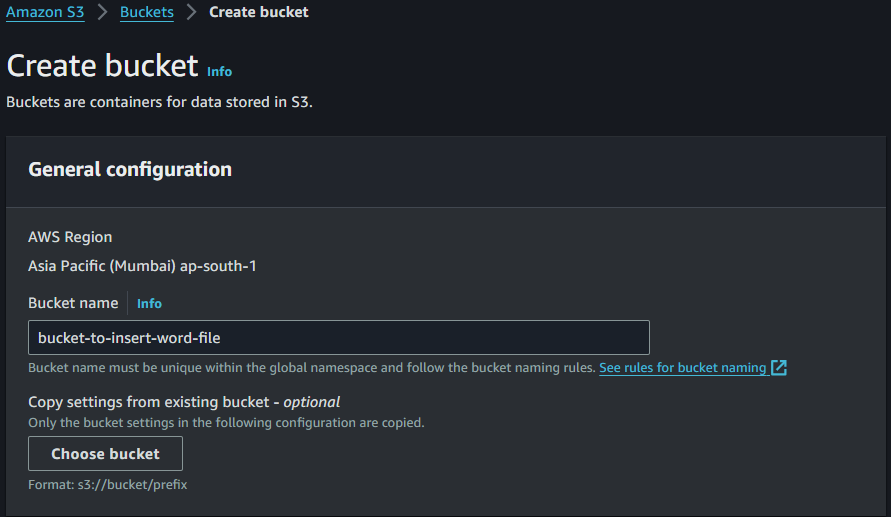 Amazon S3 > Buckets > Create bucket
Create bucket Info
Buckets are containers for data stored in S3.
General configuration
AWS Region
Asia Pacific (Mumbai) ap-south-1
Bucket name Info
bucket-to-insert-word-file
Bucket name must be unique within the global namespace and follow the bucket naming rules. See rules for bucket naming
Copy settings from existing bucket - optional
Only the bucket settings in the following configuration are copied.
Choose bucket
Format: s3://bucket/prefix